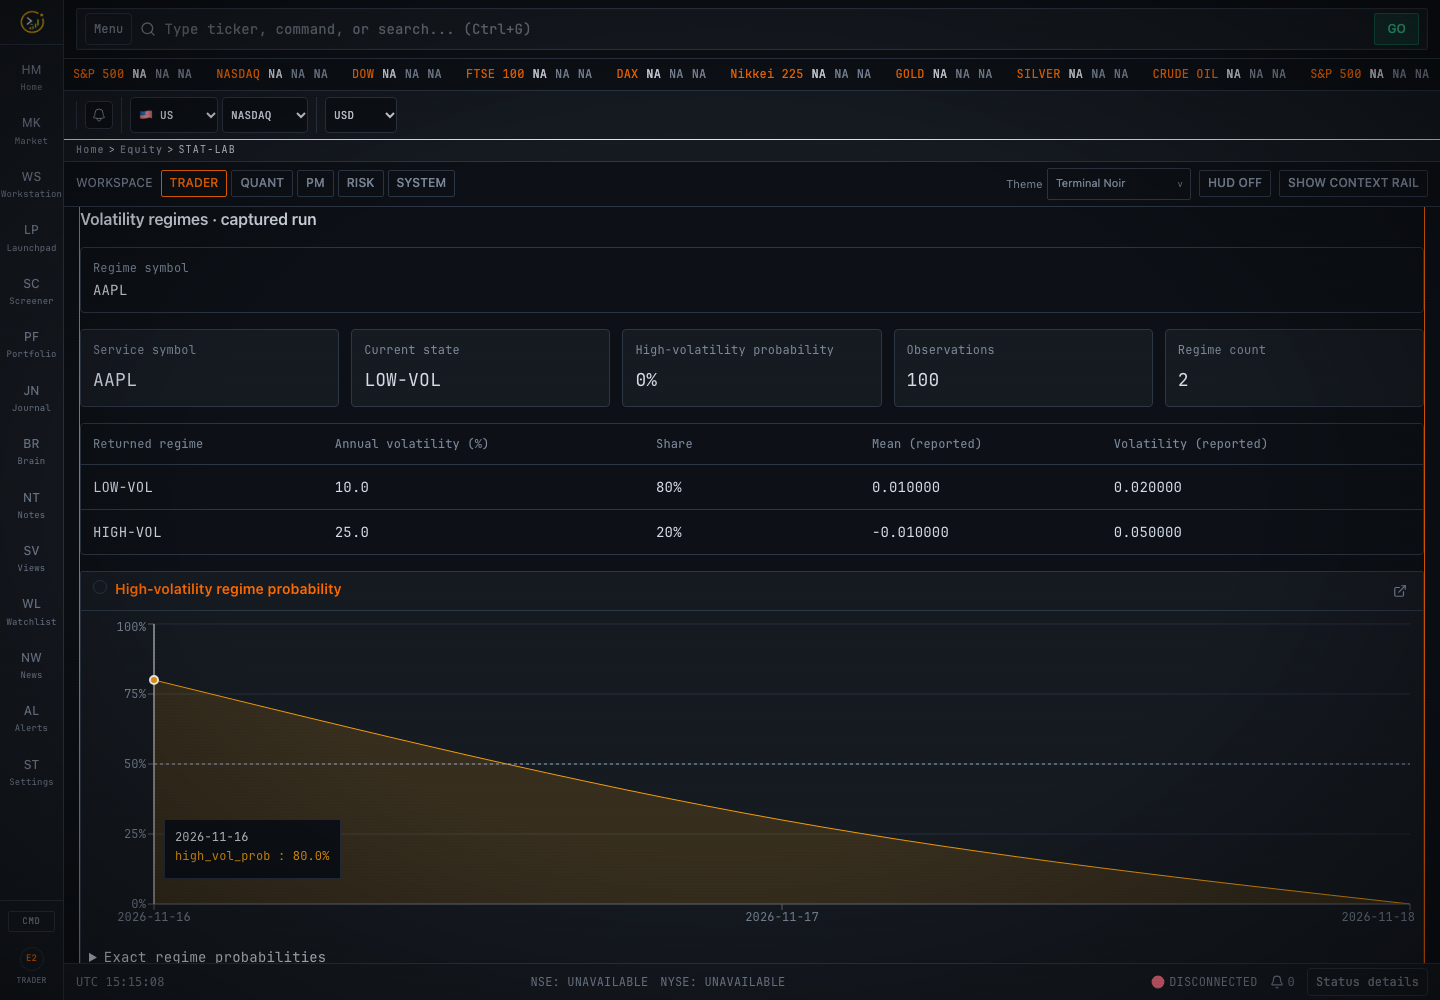 Menu
Type ticker, command, or search... (Ctrl+G)
GO
S&P 500 NA NA NA NASDAQ NA NA NA DOW NA NA NA FTSE 100 NA NA NA DAX NA NA NA Nikkei 225 NA NA NA GOLD NA NA NA SILVER NA NA NA CRUDE OIL NA NA NA S&P 500 NA NA NA
🇺🇸 US NASDAQ USD
Home > Equity > STAT-LAB
WORKSPACE TRADER QUANT PM RISK SYSTEM Theme Terminal Noir HUD OFF SHOW CONTEXT RAIL
HM
Home
MK
Market
WS
Workstation
LP
Launchpad
SC
Screener
PF
Portfolio
JN
Journal
BR
Brain
NT
Notes
SV
Views
WL
Watchlist
NW
News
AL
Alerts
ST
Settings
CMD
E2
TRADER
Volatility regimes · captured run
Regime symbol
AAPL
Service symbol
AAPL
Current state
LOW-VOL
High-volatility probability
0%
Observations
100
Regime count
2
Returned regime Annual volatility (%) Share Mean (reported) Volatility (reported)
LOW-VOL 10.0 80% 0.010000 0.020000
HIGH-VOL 25.0 20% -0.010000 0.050000
High-volatility regime probability
100%
75%
50%
25%
0%
2026-11-16
high_vol_prob : 80.0%
2026-11-16 2026-11-17 2026-11-18
Exact regime probabilities
UTC 15:15:08 NSE: UNAVAILABLE NYSE: UNAVAILABLE DISCONNECTED 0 Status details